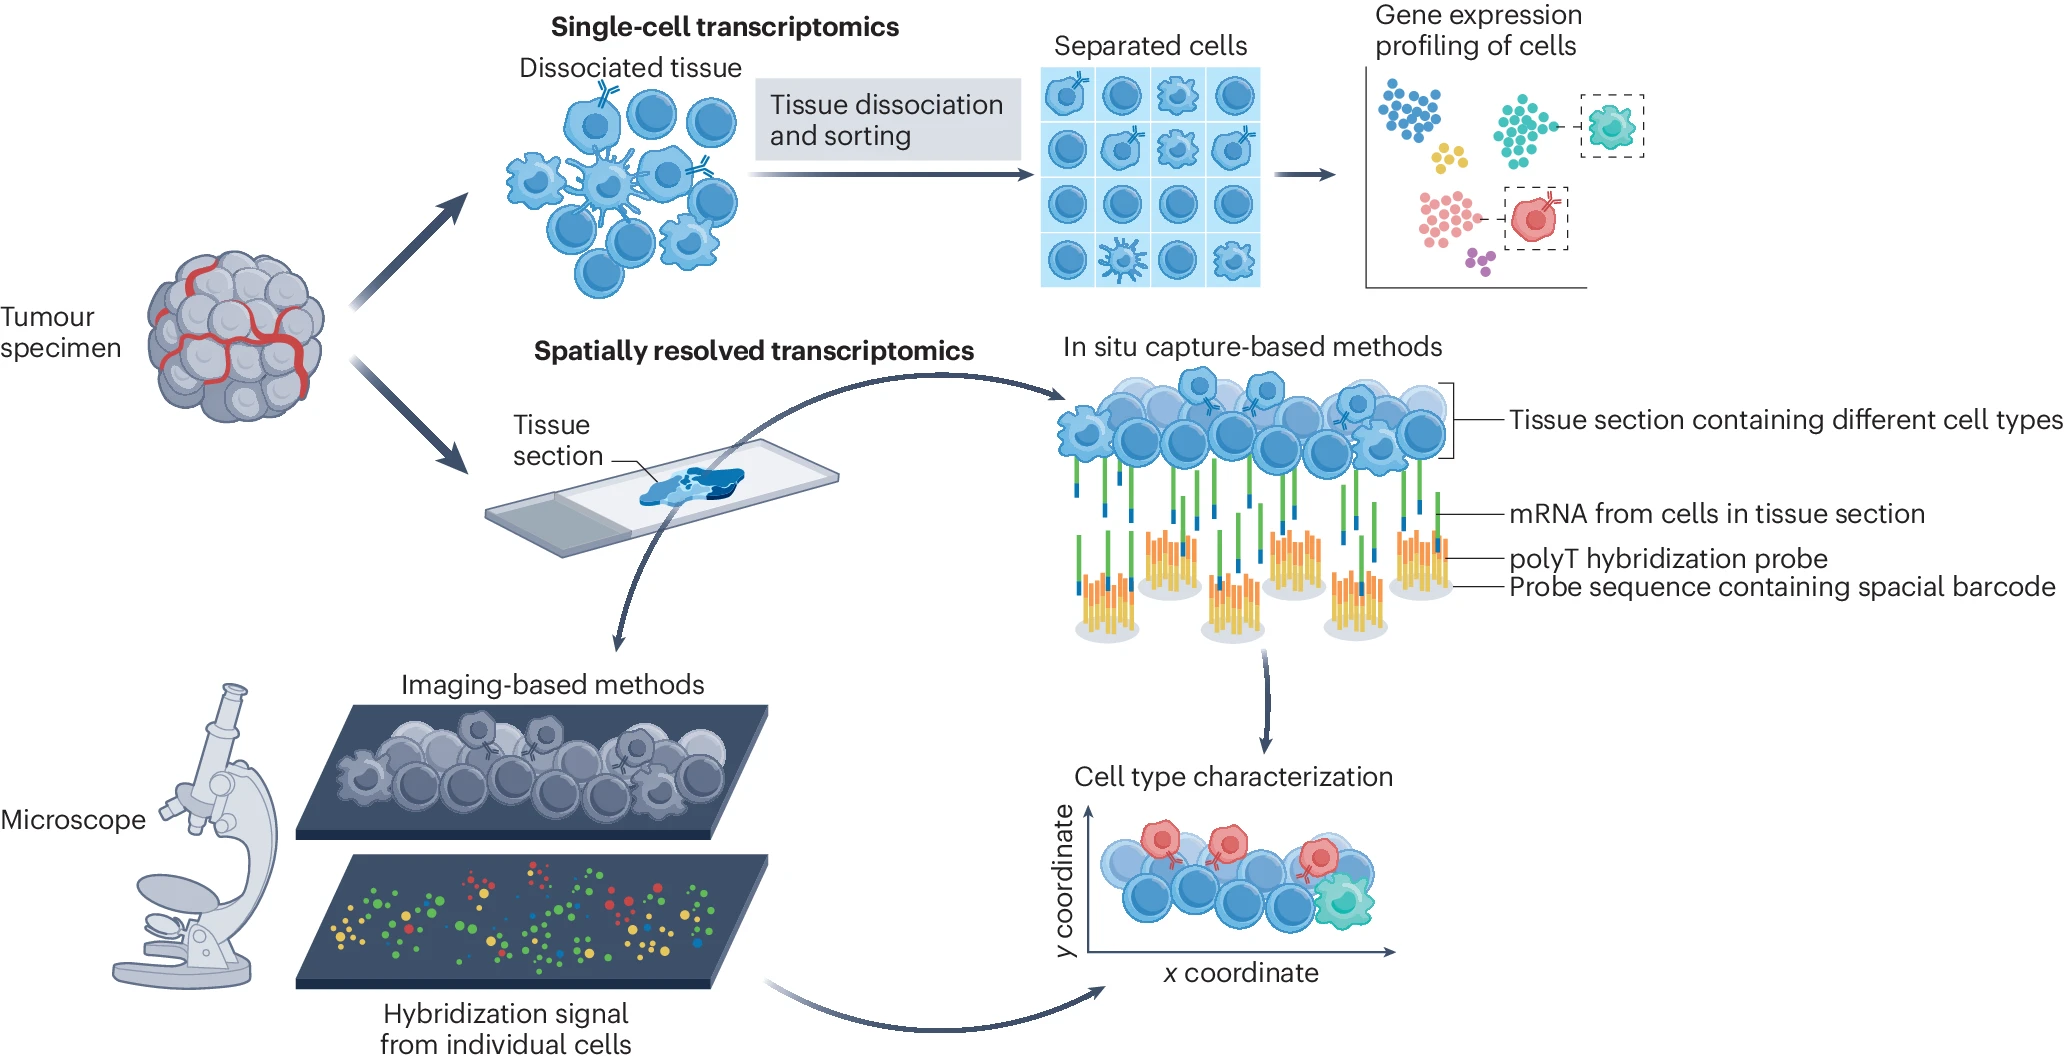 Single-cell transcriptomics
Dissociated tissue
Tissue dissociation
and sorting
Separated cells
Gene expression
profiling of cells
Tumour
specimen
Spatially resolved transcriptomics
Tissue
section
In situ capture-based methods
Tissue section containing different cell types
mRNA from cells in tissue section
polyT hybridization probe
Probe sequence containing spacial barcode
Imaging-based methods
Microscope
Hybridization signal
from individual cells
Cell type characterization
y coordinate
x coordinate